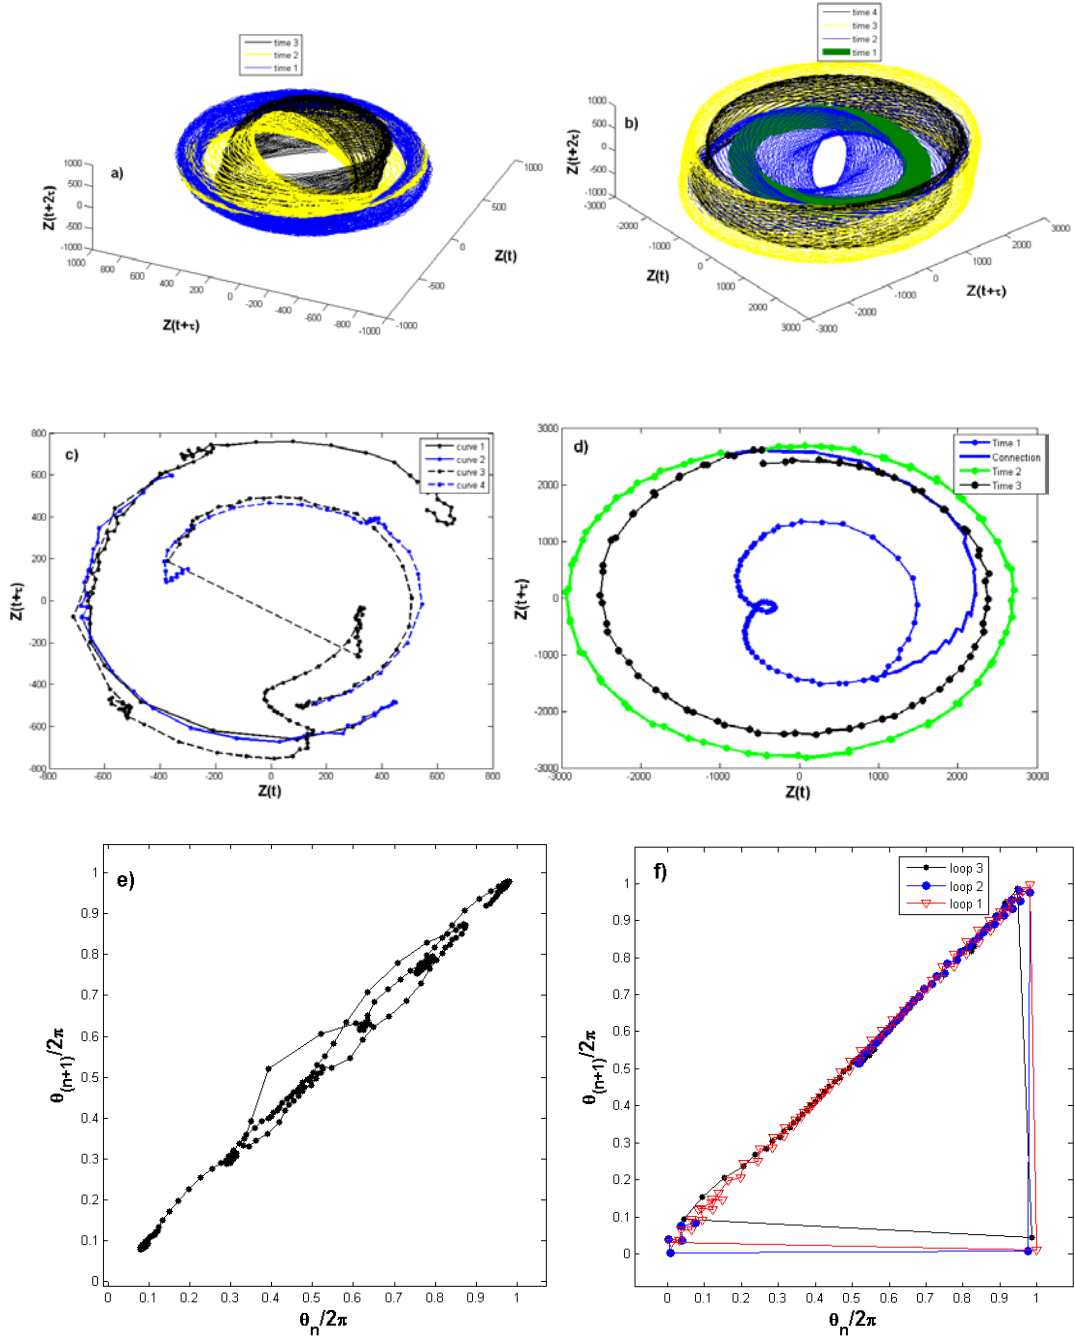 time 3
time 2
time 1
a)
1000
500
0
-500
-1000
Z(t+2τ)
1000
800
600
400
200
0
-200
-400
-600
-800
-1000
Z(t+τ)
1000
500
0
-500
-1000
Z(t)
time 4
time 3
time 2
time 1
b)
1000
500
0
-500
-1000
Z(t+2τ)
-3000
-2000
-1000
0
1000
2000
3000
Z(t)
3000
2000
1000
0
-1000
-2000
-3000
Z(t+τ)
c)
curve 1
curve 2
curve 3
curve 4
800
600
400
200
0
-200
-400
-600
-800
Z(t+τ)
-800 -600 -400 -200 0 200 400 600 800
Z(t)
d)
Time 1
Connection
Time 2
Time 3
3000
2000
1000
0
-1000
-2000
-3000
Z(t+τ)
-3000 -2000 -1000 0 1000 2000 3000
Z(t)
e)
1
0.9
0.8
0.7
0.6
0.5
0.4
0.3
0.2
0.1
0
θ(n+1)/2π
0 0.1 0.2 0.3 0.4 0.5 0.6 0.7 0.8 0.9 1
θn/2π
f)
loop 3
loop 2
loop 1
1
0.9
0.8
0.7
0.6
0.5
0.4
0.3
0.2
0.1
0
θ(n+1)/2π
0 0.1 0.2 0.3 0.4 0.5 0.6 0.7 0.8 0.9 1
θn/2π